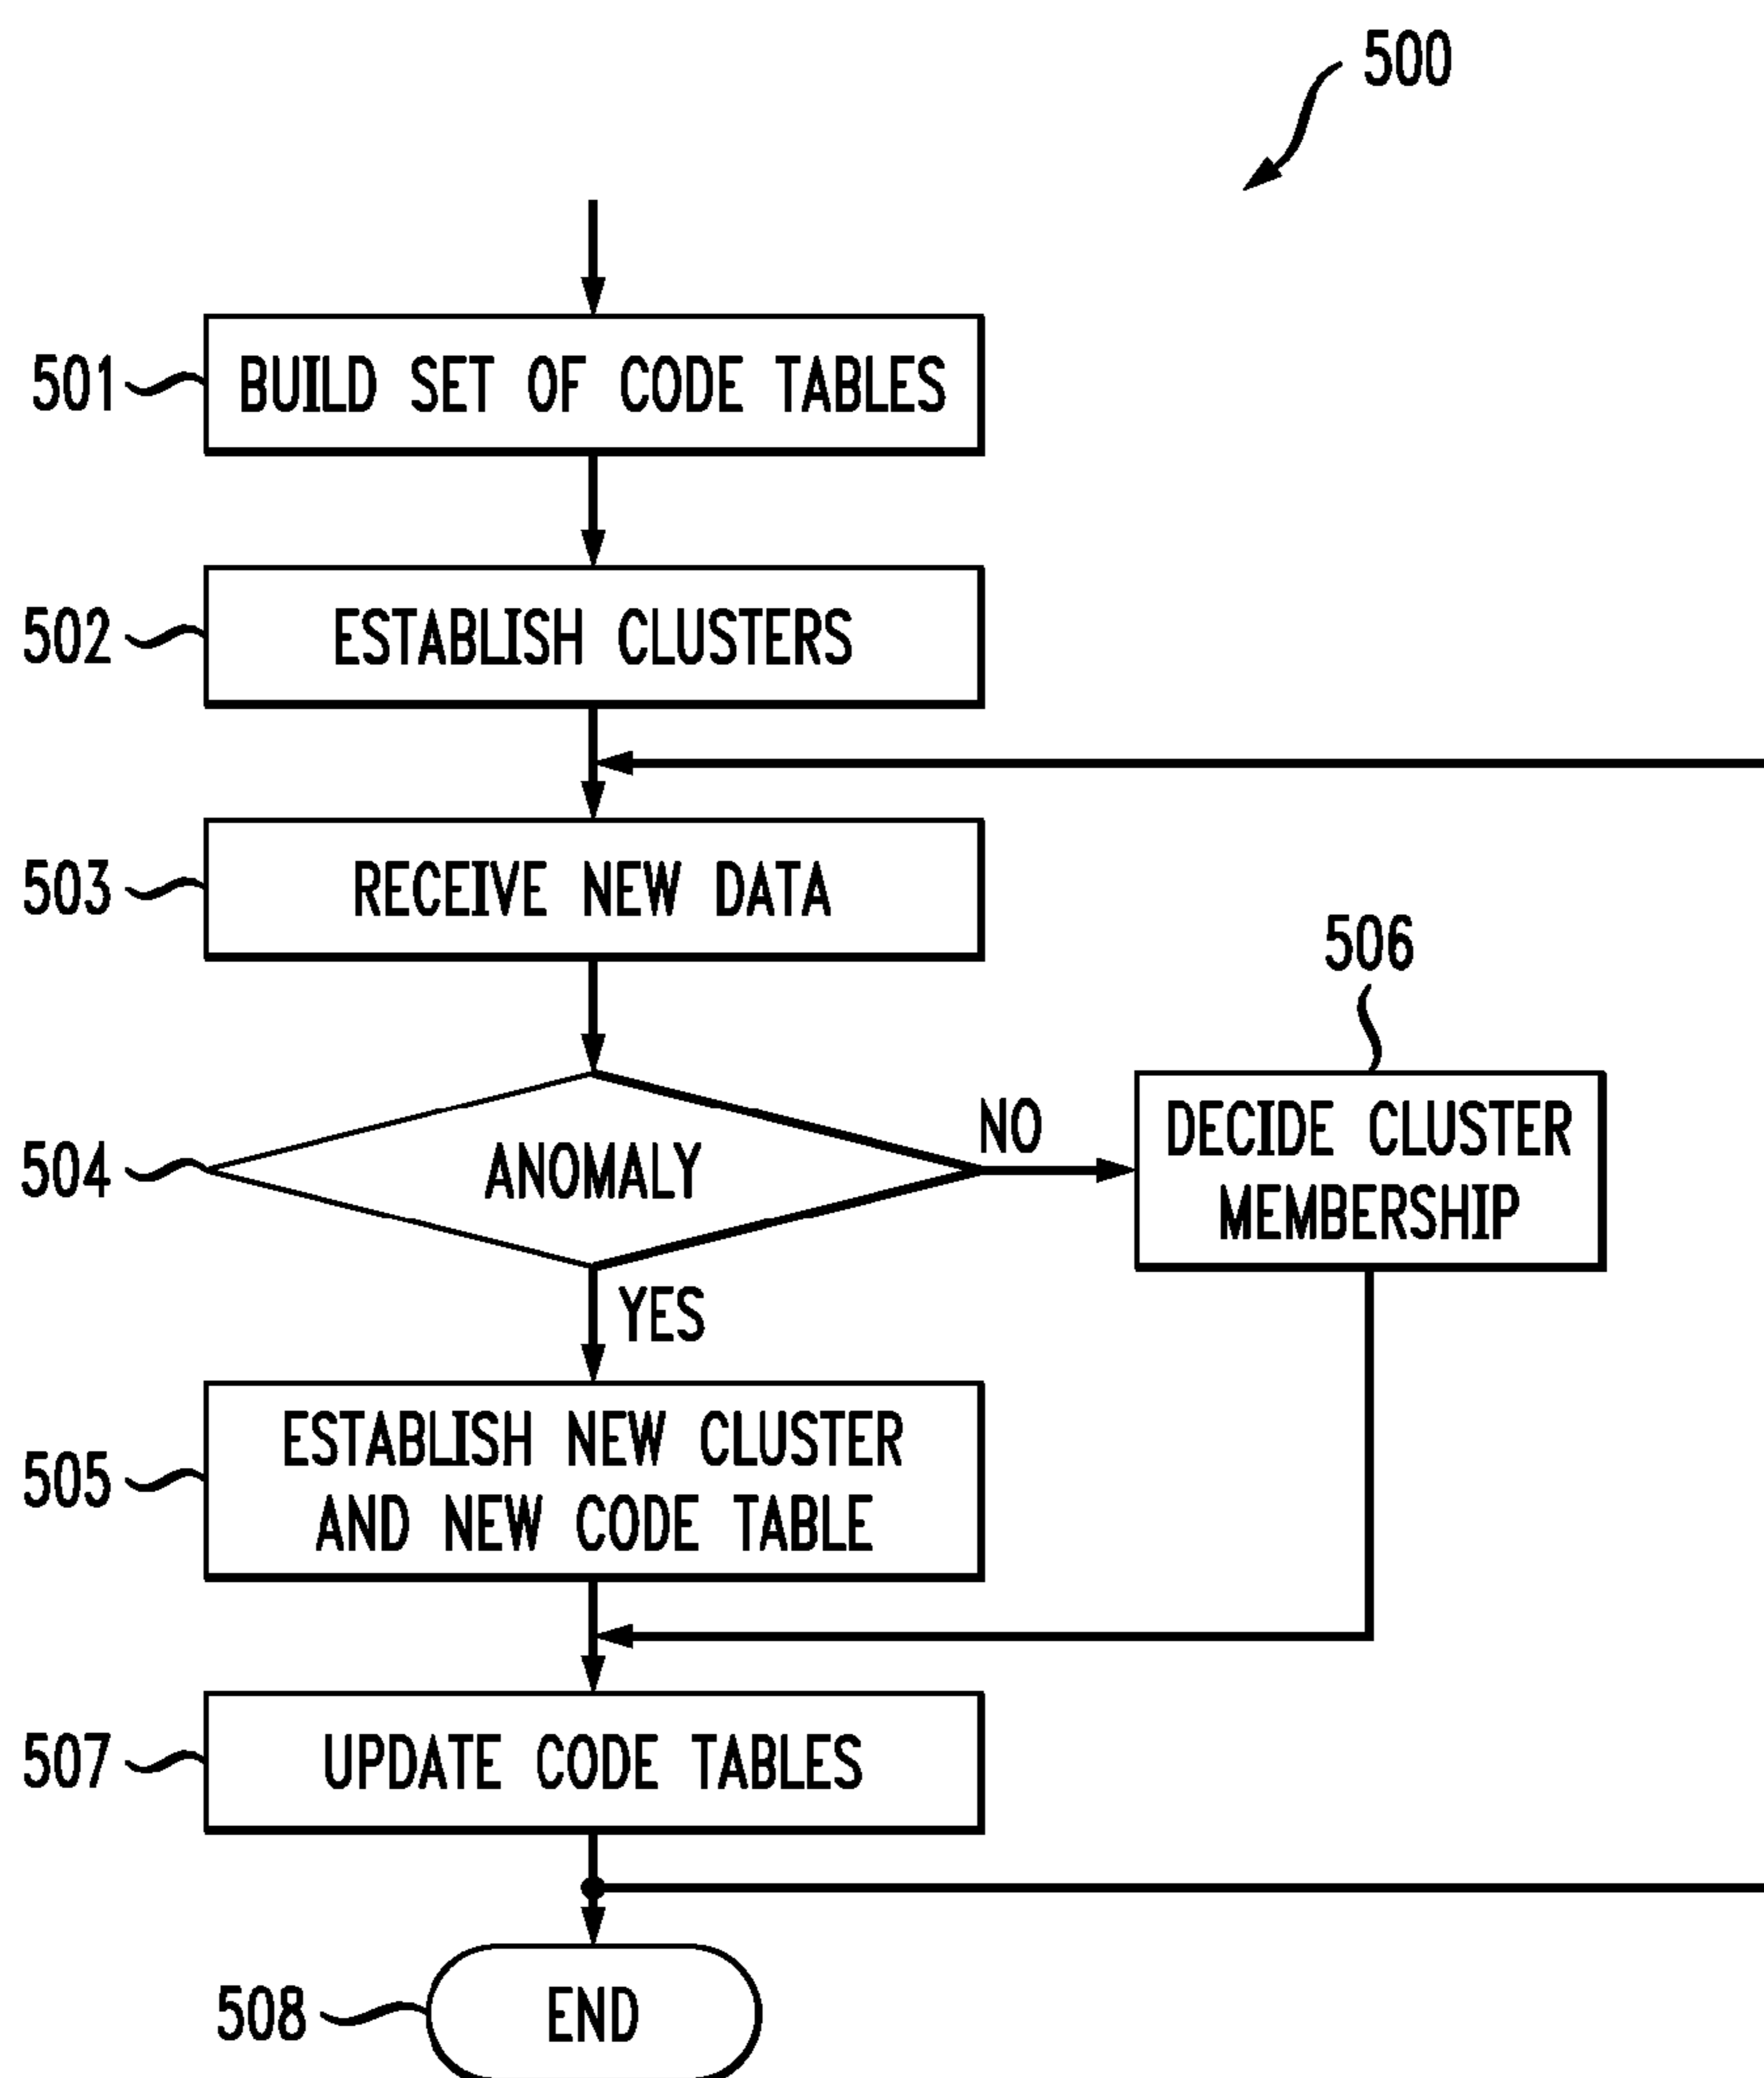 500
501
BUILD SET OF CODE TABLES
502
ESTABLISH CLUSTERS
503
RECEIVE NEW DATA
506
504
ANOMALY
NO
DECIDE CLUSTER
MEMBERSHIP
YES
505
ESTABLISH NEW CLUSTER
AND NEW CODE TABLE
507
UPDATE CODE TABLES
508
END